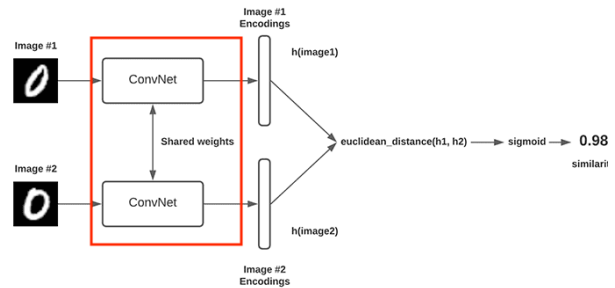 Image #1
Encodings
Image #1
h(image1)
ConvNet
Shared weights
euclidean_distance(h1, h2)
sigmoid
0.98
Image #2
ConvNet
h(image2)
Image #2
Encodings